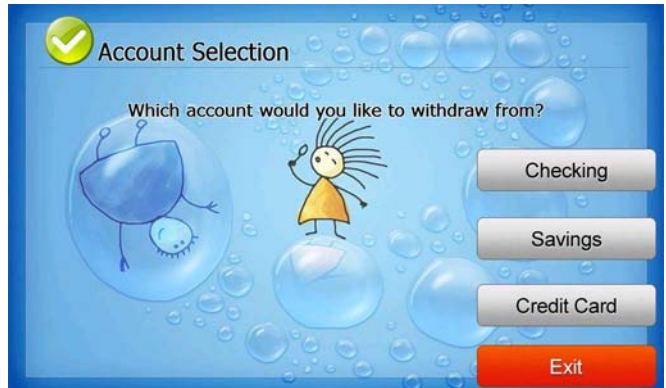 Account Selection
Which account would you like to withdraw from?
Checking
Savings
Credit Card
Exit